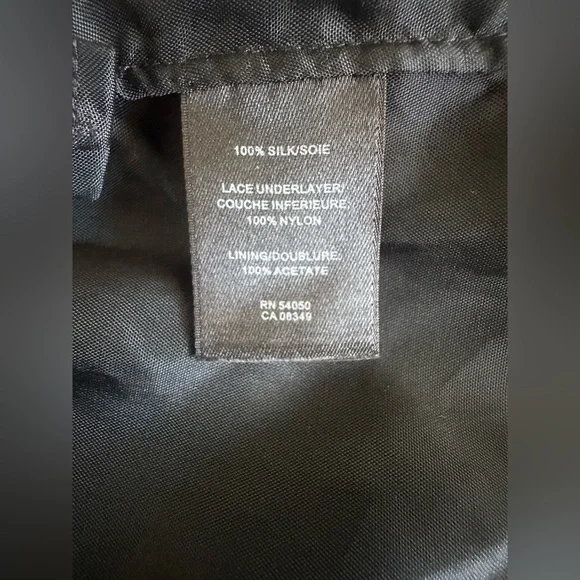 100% SILK/SOIE
LACE UNDERLAYER/
COUCHE INFERIEURE,
100% NYLON
LINING/DOUBLURE,
100% ACETATE
RN 54050
CA 08349